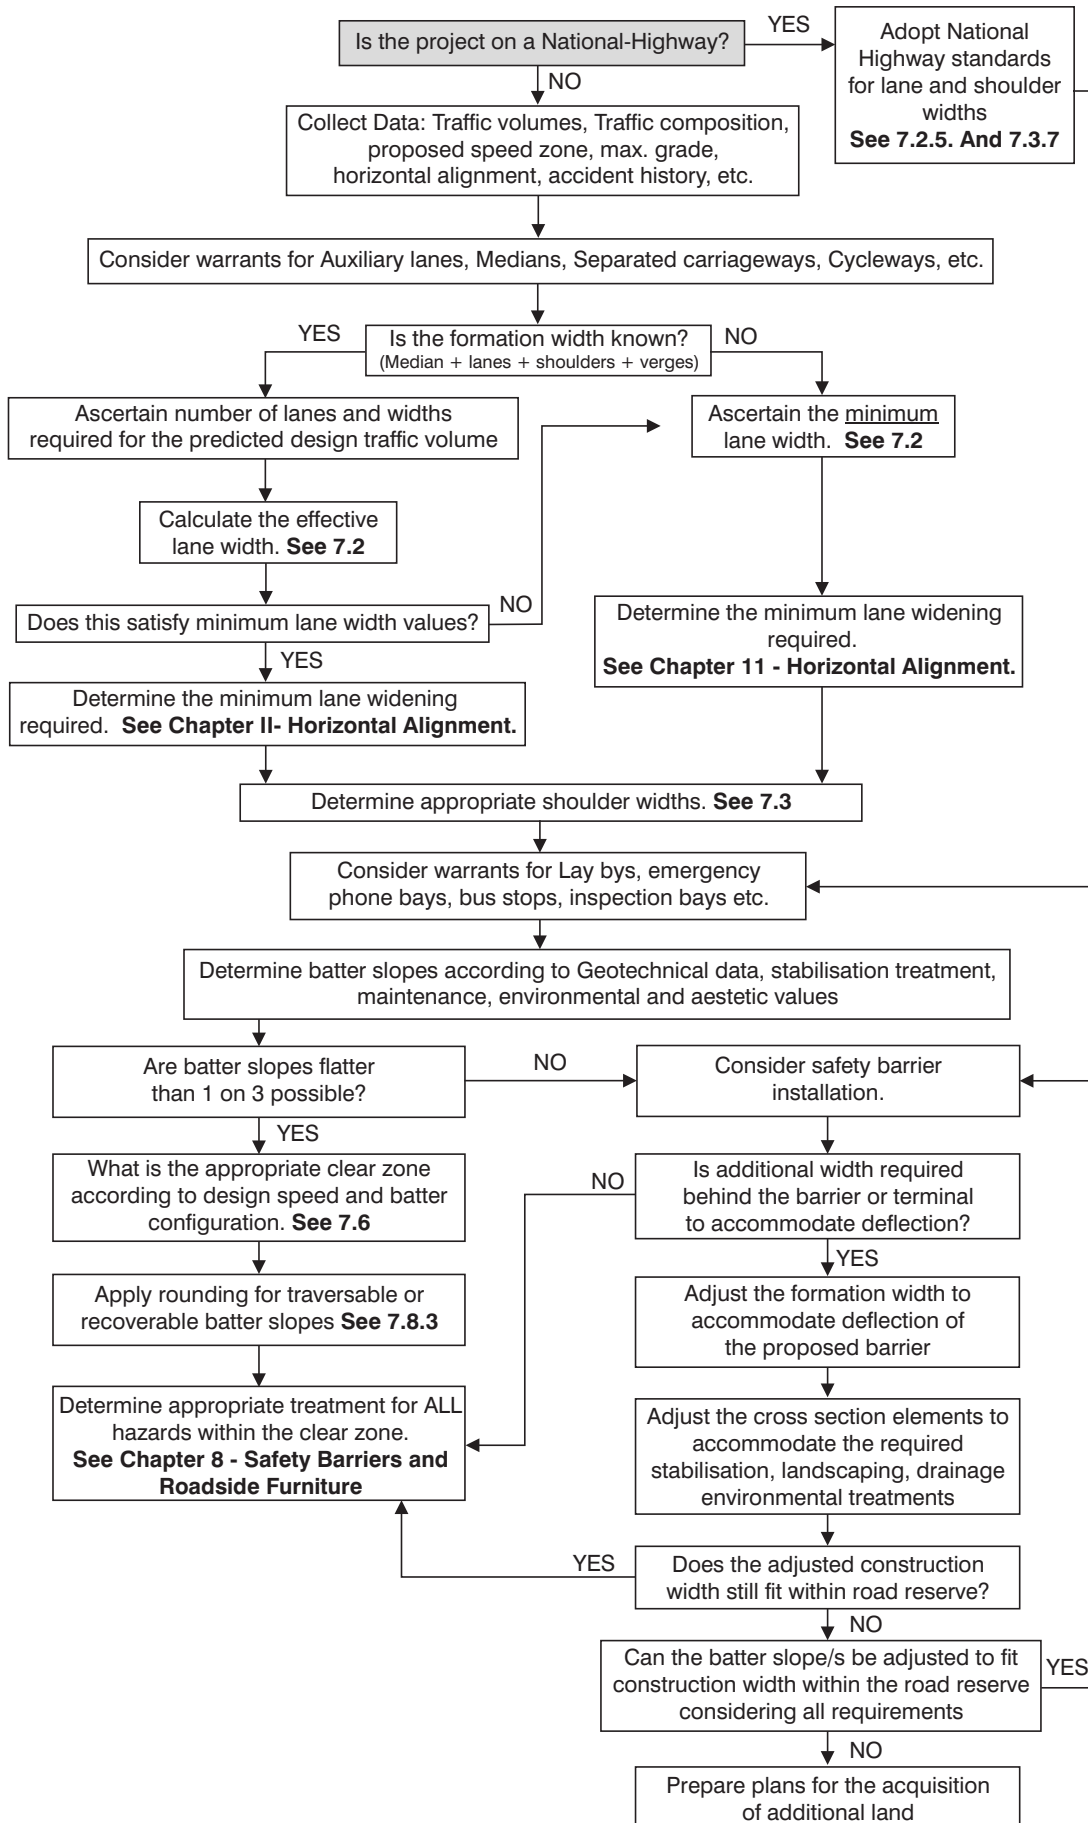 Is the project on a National-Highway?
YES
Adopt National
Highway standards
for lane and shoulder
widths
See 7.2.5. And 7.3.7
NO
Collect Data: Traffic volumes, Traffic composition,
proposed speed zone, max. grade,
horizontal alignment, accident history, etc.
Consider warrants for Auxiliary lanes, Medians, Separated carriageways, Cycleways, etc.
YES
Is the formation width known?
(Median + lanes + shoulders + verges)
NO
Ascertain number of lanes and widths
required for the predicted design traffic volume
Ascertain the minimum
lane width. See 7.2
Calculate the effective
lane width. See 7.2
Does this satisfy minimum lane width values?
NO
Determine the minimum lane widening
required.
See Chapter 11 - Horizontal Alignment.
YES
Determine the minimum lane widening
required. See Chapter II- Horizontal Alignment.
Determine appropriate shoulder widths. See 7.3
Consider warrants for Lay bys, emergency
phone bays, bus stops, inspection bays etc.
Determine batter slopes according to Geotechnical data, stabilisation treatment,
maintenance, environmental and aestetic values
Are batter slopes flatter
than 1 on 3 possible?
NO
Consider safety barrier
installation.
YES
What is the appropriate clear zone
according to design speed and batter
configuration. See 7.6
NO
Is additional width required
behind the barrier or terminal
to accommodate deflection?
YES
Apply rounding for traversable or
recoverable batter slopes See 7.8.3
Adjust the formation width to
accommodate deflection of
the proposed barrier
Determine appropriate treatment for ALL
hazards within the clear zone.
See Chapter 8 - Safety Barriers and
Roadside Furniture
Adjust the cross section elements to
accommodate the required
stabilisation, landscaping, drainage
environmental treatments
YES
Does the adjusted construction
width still fit within road reserve?
NO
Can the batter slope/s be adjusted to fit
construction width within the road reserve
considering all requirements
YES
NO
Prepare plans for the acquisition
of additional land